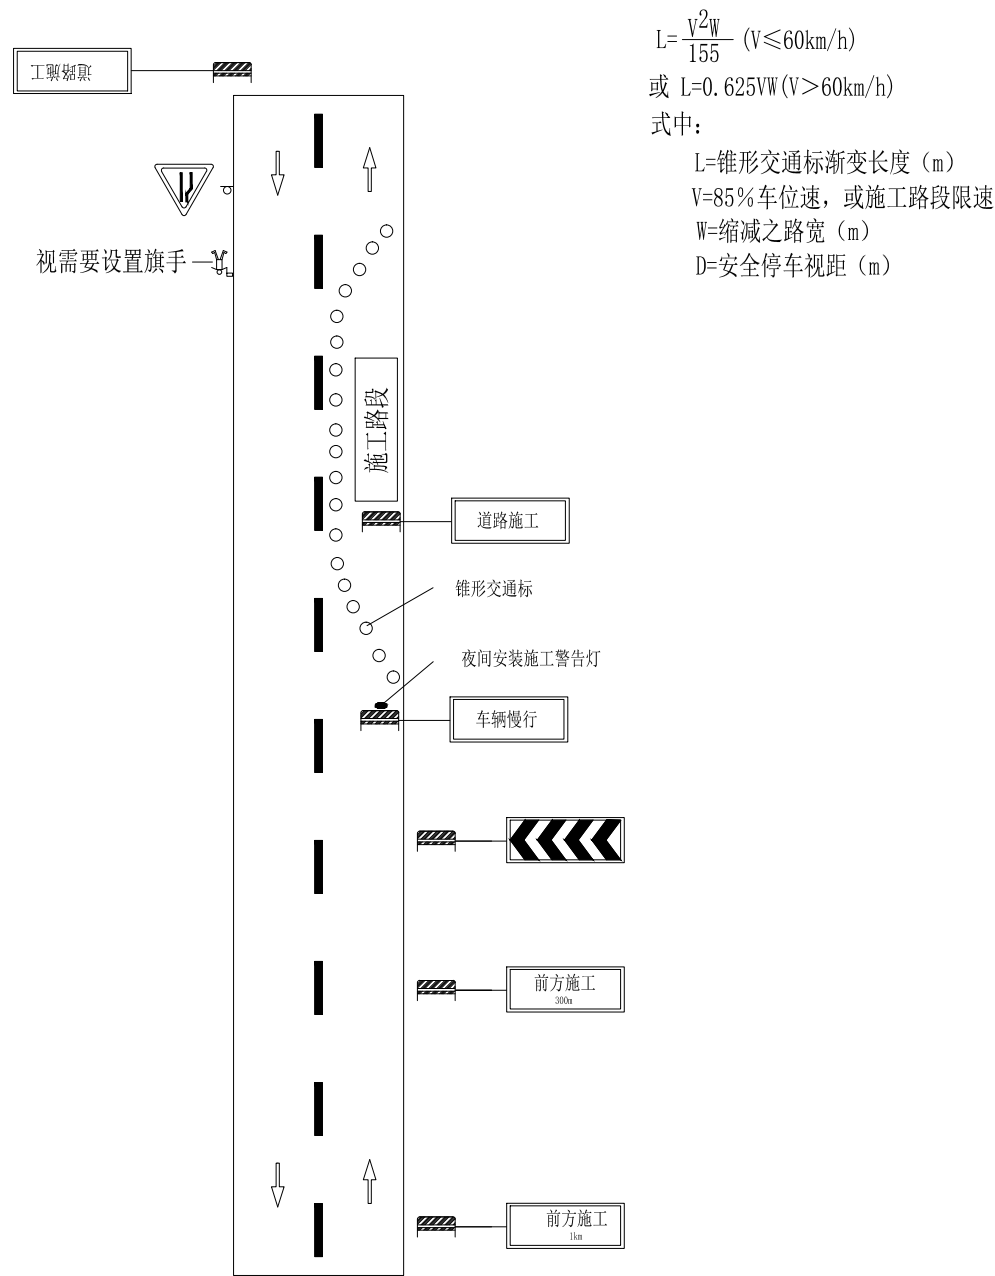 L=V²W/155 (V≤60km/h)
或 L=0.625VW(V＞60km/h)
式中：
L=锥形交通标渐变长度（m）
V=85％车位速，或施工路段限速
W=缩减之路宽（m）
D=安全停车视距（m）
道路施工
视需要设置旗手
施工路段
道路施工
锥形交通标
夜间安装施工警告灯
车辆慢行
前方施工
300m
前方施工
1km